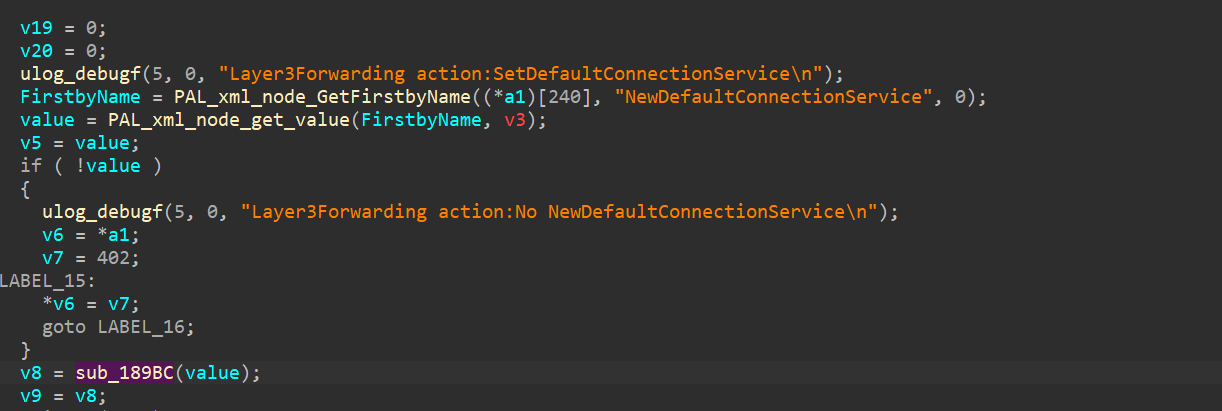 v19 = 0;
v20 = 0;
ulog_debugf(5, 0, "Layer3Forwarding action:SetDefaultConnectionService\n");
FirstbyName = PAL_xml_node_GetFirstbyName((*a1)[240], "NewDefaultConnectionService", 0);
value = PAL_xml_node_get_value(FirstbyName, v3);
v5 = value;
if ( !value )
{
ulog_debugf(5, 0, "Layer3Forwarding action:No NewDefaultConnectionService\n");
v6 = *a1;
v7 = 402;
LABEL_15:
*v6 = v7;
goto LABEL_16;
}
v8 = sub_189BC(value);
v9 = v8;